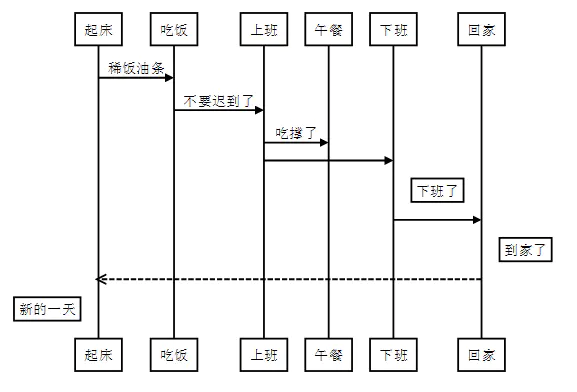 起床 吃饭 上班 午餐 下班 回家
稀饭油条
不要迟到了
吃撑了
下班了
到家了
新的一天
起床 吃饭 上班 午餐 下班 回家